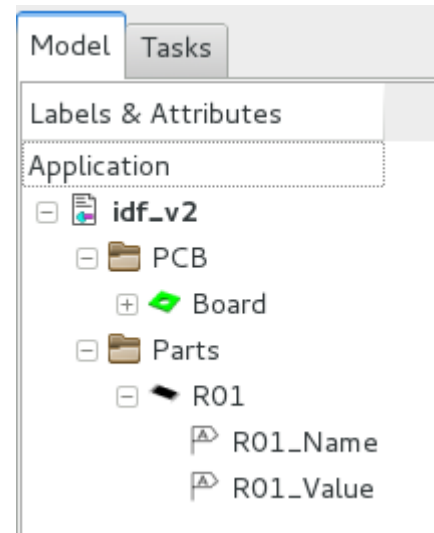 Model Tasks
Labels & Attributes
Application
idf_v2
PCB
Board
Parts
R01
R01_Name
R01_Value